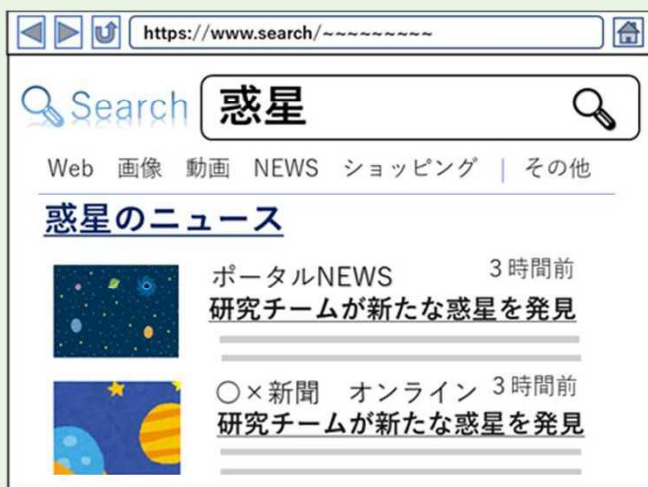 https://www.search/~~~~~~~~~
Search 惑星
Web 画像 動画 NEWS ショッピング | その他
惑星のニュース
ポータルNEWS 3時間前
研究チームが新たな惑星を発見
○×新聞　オンライン 3時間前
研究チームが新たな惑星を発見